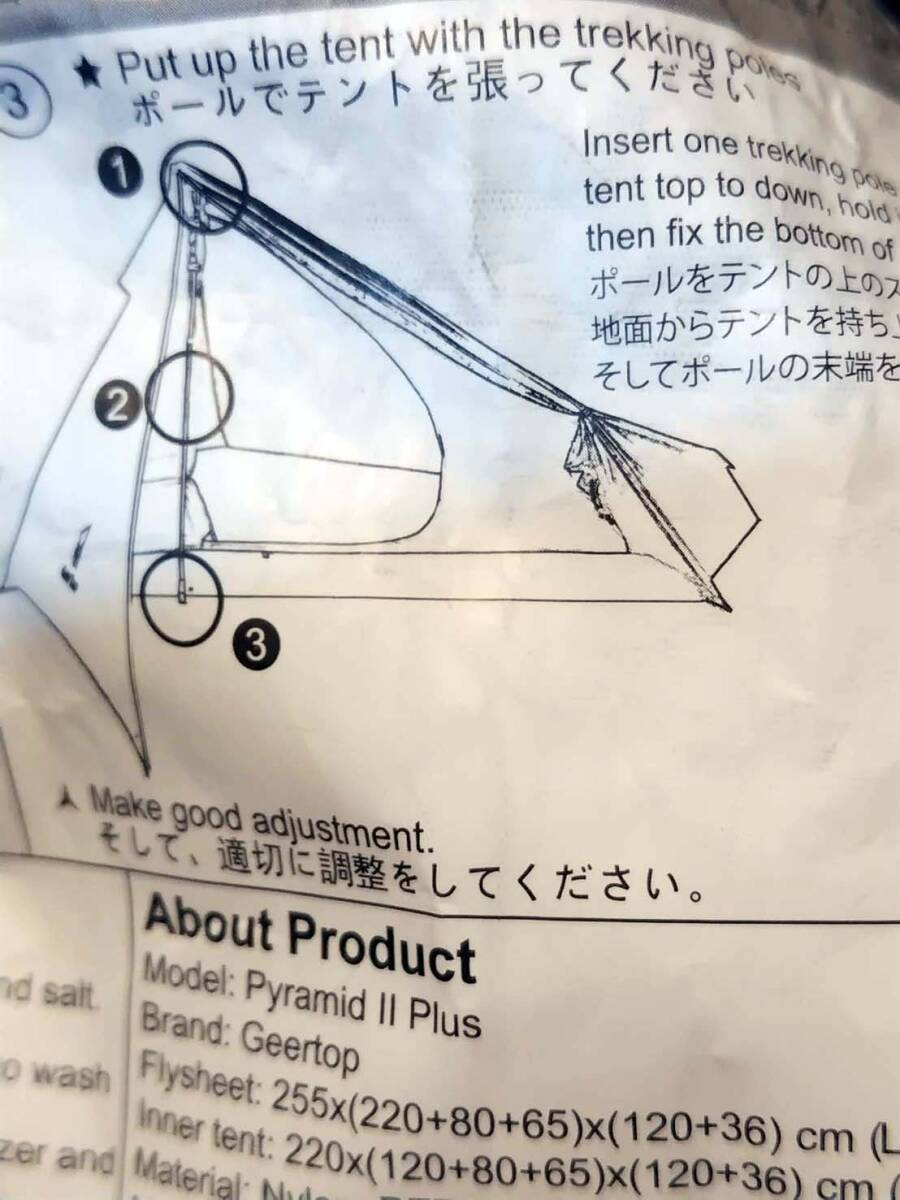 3
★ Put up the tent with the trekking poles
ポールでテントを張ってください
Insert one trekking pole
tent top to down, hold
then fix the bottom of
ポールをテントの上のス
地面からテントを持ち上
そしてポールの末端を
1
2
3
Make good adjustment.
そして、適切に調整をしてください。
nd salt.
o wash
zer and
About Product
Model: Pyramid II Plus
Brand: Geertop
Flysheet: 255x(220+80+65)x(120+36) cm (L
Inner tent: 220x(120+80+65)x(120+36) cm (
Material: